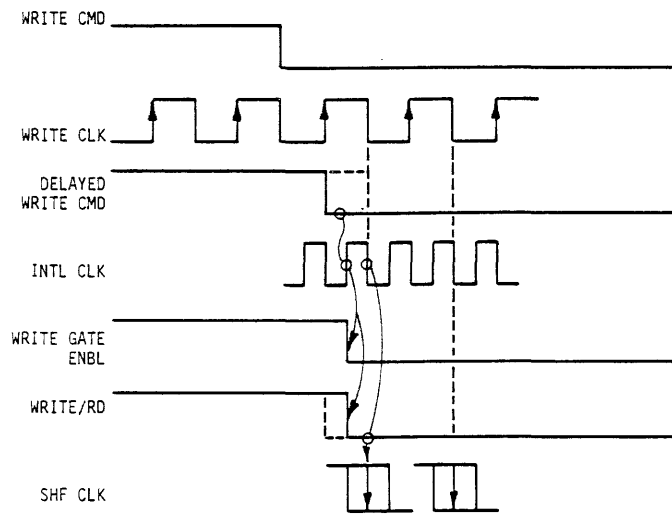 WRITE CMD
WRITE CLK
DELAYED
WRITE CMD
INTL CLK
WRITE GATE
ENBL
WRITE/RD
SHF CLK